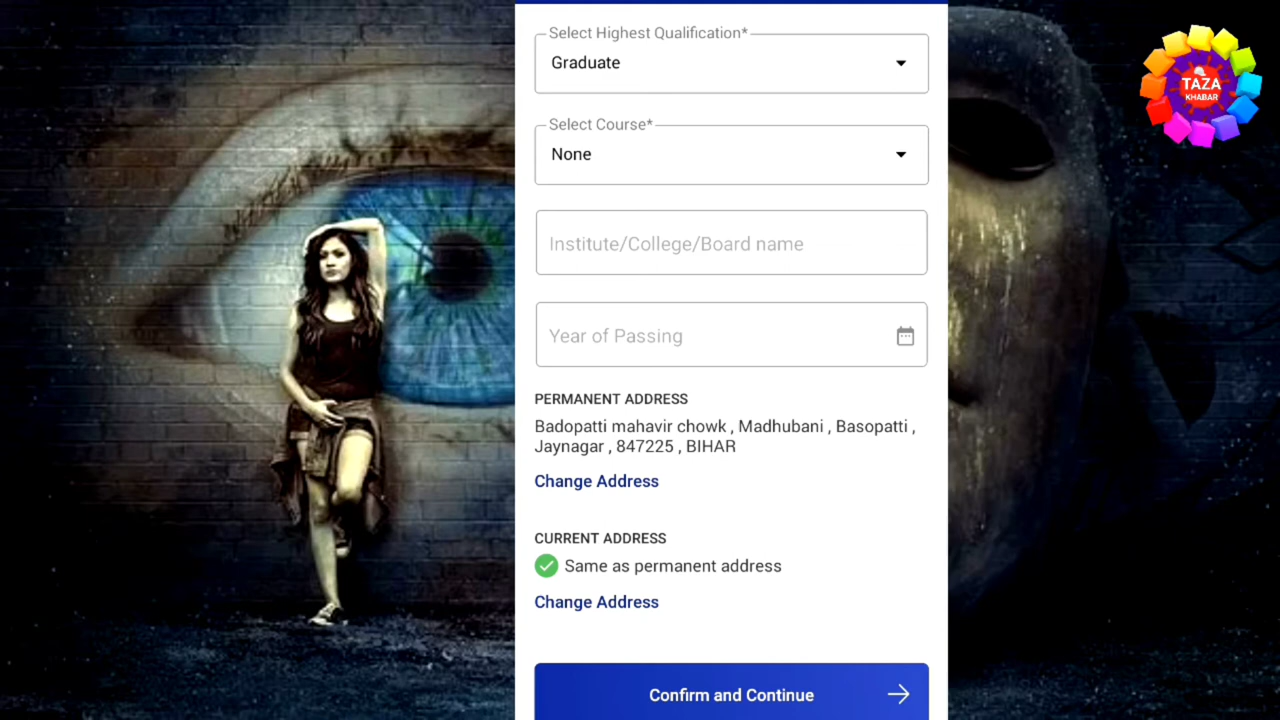 Select Highest Qualification*
Graduate
Select Course*
None
Institute/College/Board name
Year of Passing
PERMANENT ADDRESS
Badopatti mahavir chowk , Madhubani , Basopatti ,
Jaynagar , 847225 , BIHAR
Change Address
CURRENT ADDRESS
Same as permanent address
Change Address
Confirm and Continue
TAZA
KHABAR